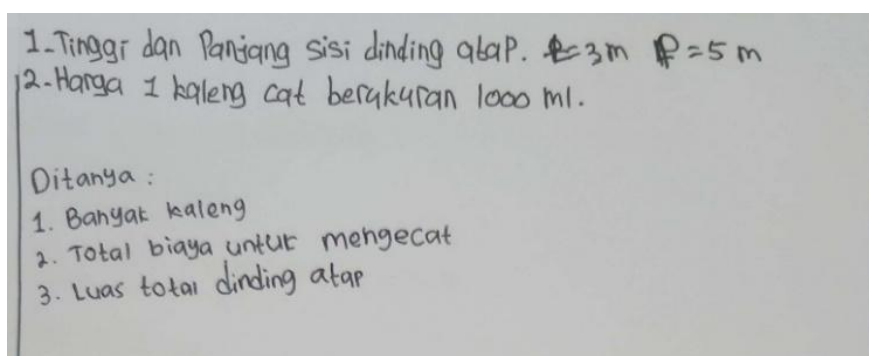 1. Tinggi dan Panjang sisi dinding atap. t=3m P=5 m
2. Harga 1 kaleng cat berukuran 1000 ml.
Ditanya :
1. Banyak kaleng
2. Total biaya untuk mengecat
3. Luas total dinding atap